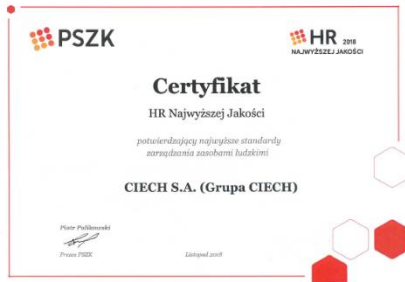 PSZK
HR 2018
NAJWYŻSZEJ JAKOŚCI
Certyfikat
HR Najwyższej Jakości
potwierdzający najwyższe standardy
zarządzania zasobami ludzkimi
CIECH S.A. (Grupa CIECH)
Piotr Palikowski
Prezes PSZK
Listopad 2018